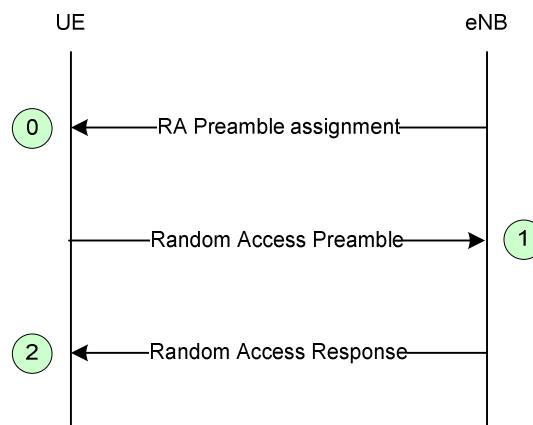 UE eNB
0 RA Preamble assignment
Random Access Preamble 1
2 Random Access Response